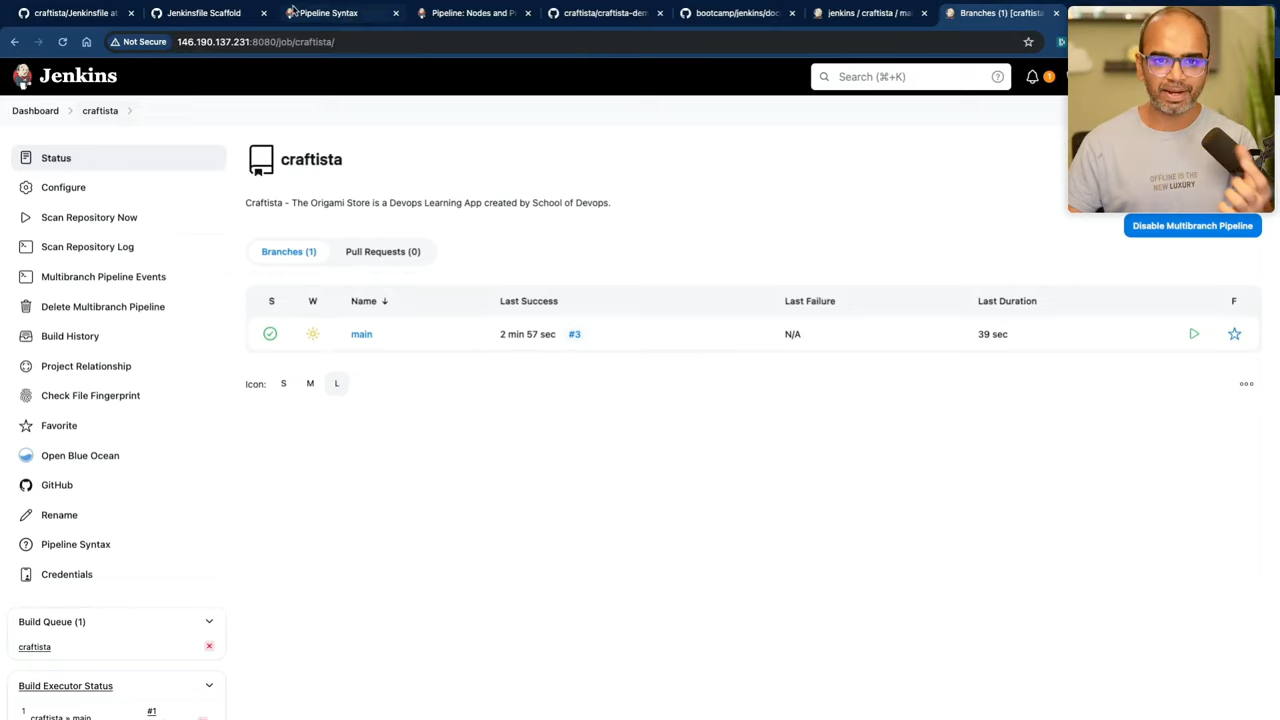 craftista/Jenkinsfile at
Jenkinsfile Scaffold
Pipeline Syntax
Pipeline: Nodes and P
craftista/craftista-dem
bootcamp/jenkins/doc
jenkins / craftista / ma
Branches (1) [craftista
Not Secure 146.190.137.231:8080/job/craftista/
Jenkins
Search (⌘+K)
1
Dashboard
craftista
Status
Configure
Scan Repository Now
Scan Repository Log
Multibranch Pipeline Events
Delete Multibranch Pipeline
Build History
Project Relationship
Check File Fingerprint
Favorite
Open Blue Ocean
GitHub
Rename
Pipeline Syntax
Credentials
Build Queue (1)
craftista
Build Executor Status
1 craftista » main #1
craftista
Craftista - The Origami Store is a Devops Learning App created by School of Devops.
Disable Multibranch Pipeline
Branches (1) Pull Requests (0)
S W Name ↓ Last Success Last Failure Last Duration F
main 2 min 57 sec #3 N/A 39 sec
Icon: S M L
OFFLINE IS THE
NEW LUXURY